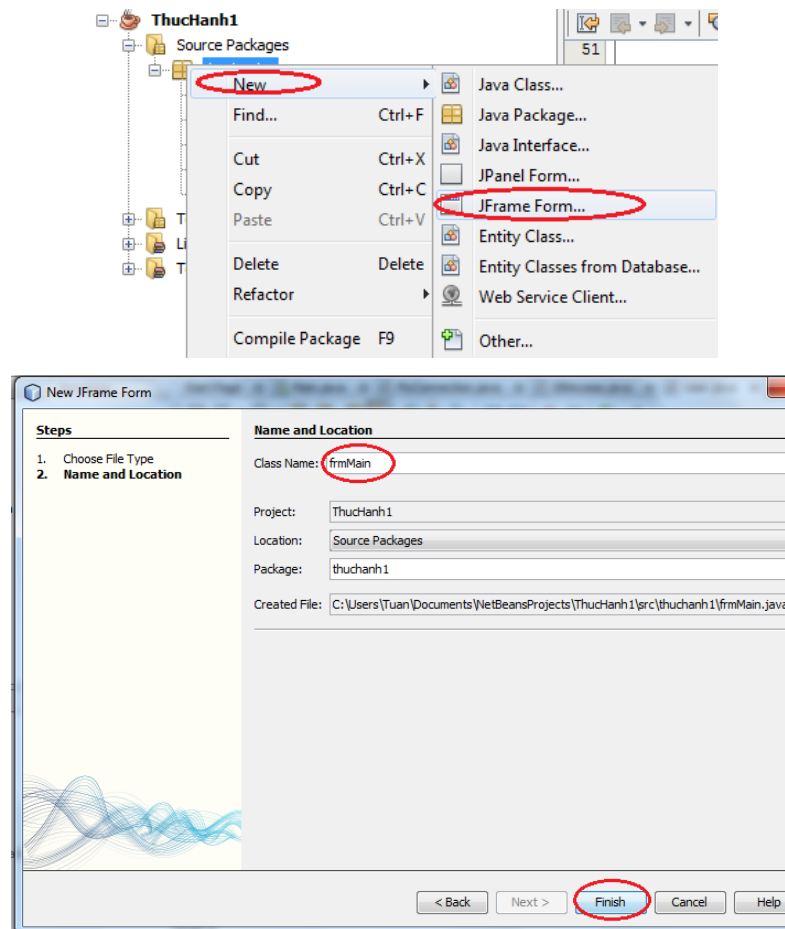 ThucHanh1
Source Packages
51
New
Find... Ctrl+F
Cut Ctrl+X
Copy Ctrl+C
Paste Ctrl+V
Delete Delete
Refactor
Compile Package F9
T
Li
T
Java Class...
Java Package...
Java Interface...
JPanel Form...
JFrame Form...
Entity Class...
Entity Classes from Database...
Web Service Client...
Other...
New JFrame Form
Steps
1. Choose File Type
2. Name and Location
Name and Location
Class Name: frmMain
Project: ThucHanh1
Location: Source Packages
Package: thuchanh1
Created File: C:\Users\Tuan\Documents\NetBeansProjects\ThucHanh1\src\thuchanh1\frmMain.java
< Back Next > Finish Cancel Help